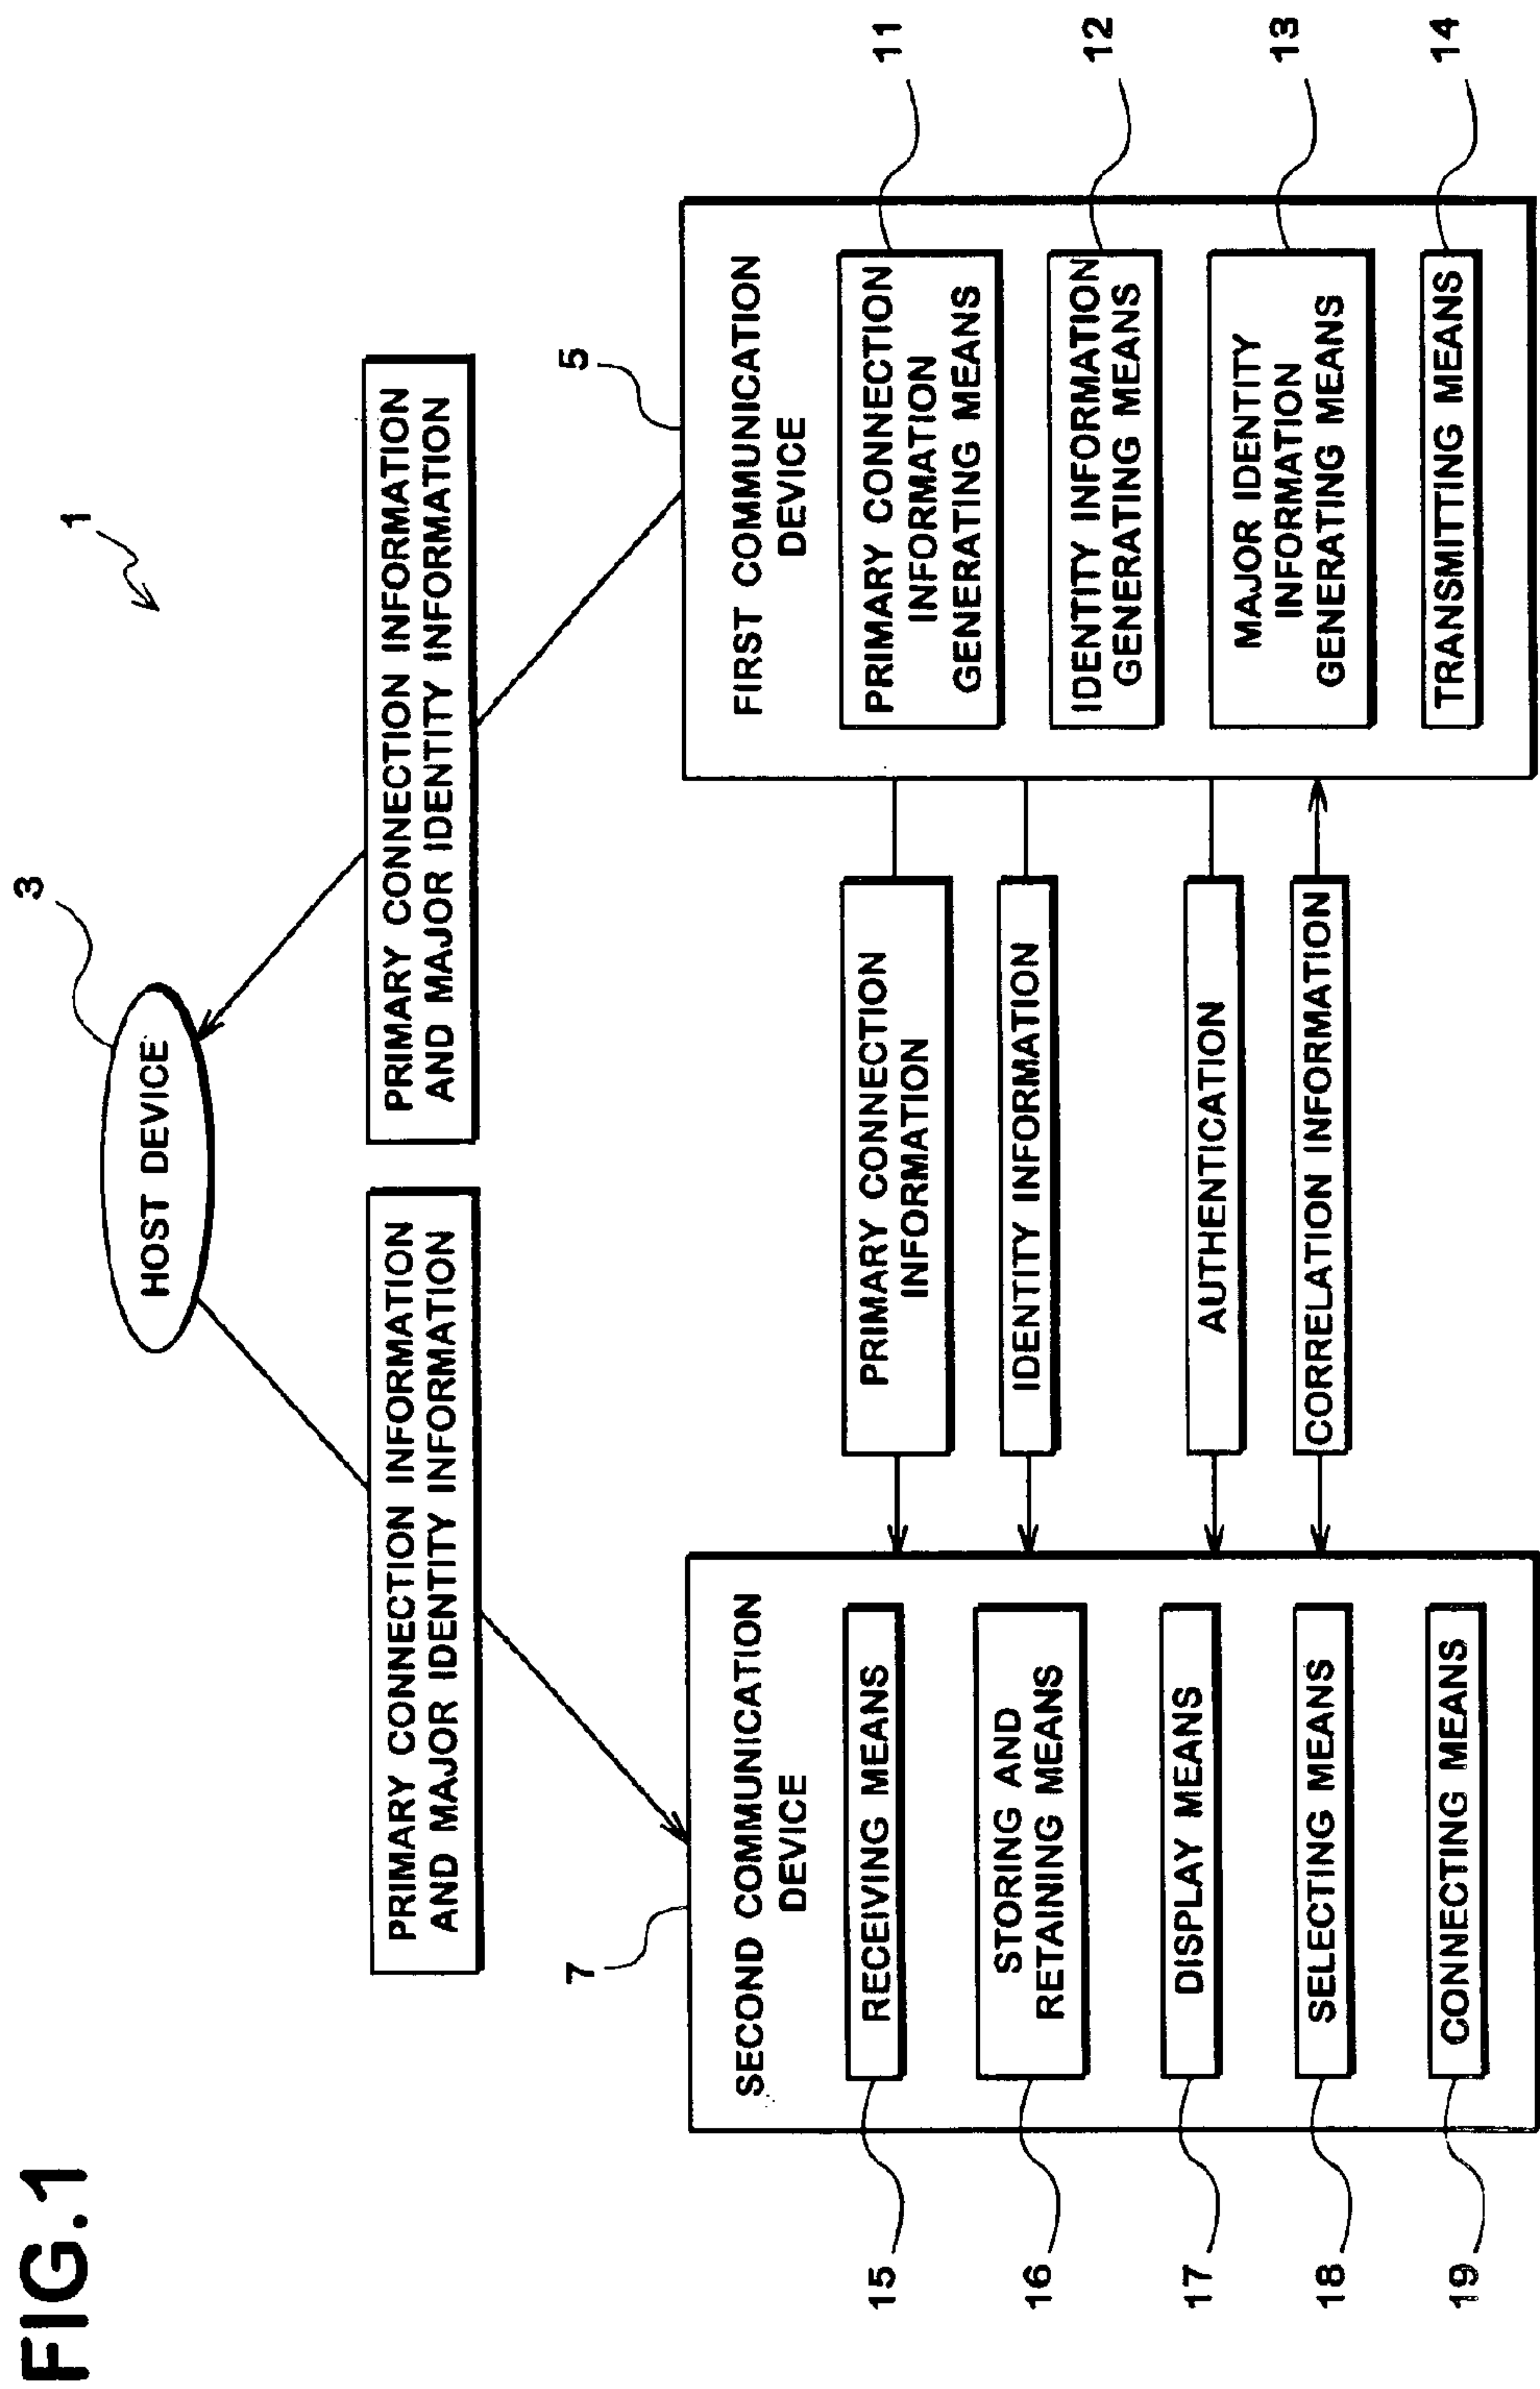 FIG.1
1
3
HOST DEVICE
PRIMARY CONNECTION INFORMATION
AND MAJOR IDENTITY INFORMATION
PRIMARY CONNECTION INFORMATION
AND MAJOR IDENTITY INFORMATION
7
SECOND COMMUNICATION
DEVICE
15
RECEIVING MEANS
16
STORING AND
RETAINING MEANS
17
DISPLAY MEANS
18
SELECTING MEANS
19
CONNECTING MEANS
PRIMARY CONNECTION
INFORMATION
IDENTITY INFORMATION
AUTHENTICATION
CORRELATION INFORMATION
5
FIRST COMMUNICATION
DEVICE
PRIMARY CONNECTION
INFORMATION
GENERATING MEANS
11
IDENTITY INFORMATION
GENERATING MEANS
12
MAJOR IDENTITY
INFORMATION
GENERATING MEANS
13
TRANSMITTING MEANS
14